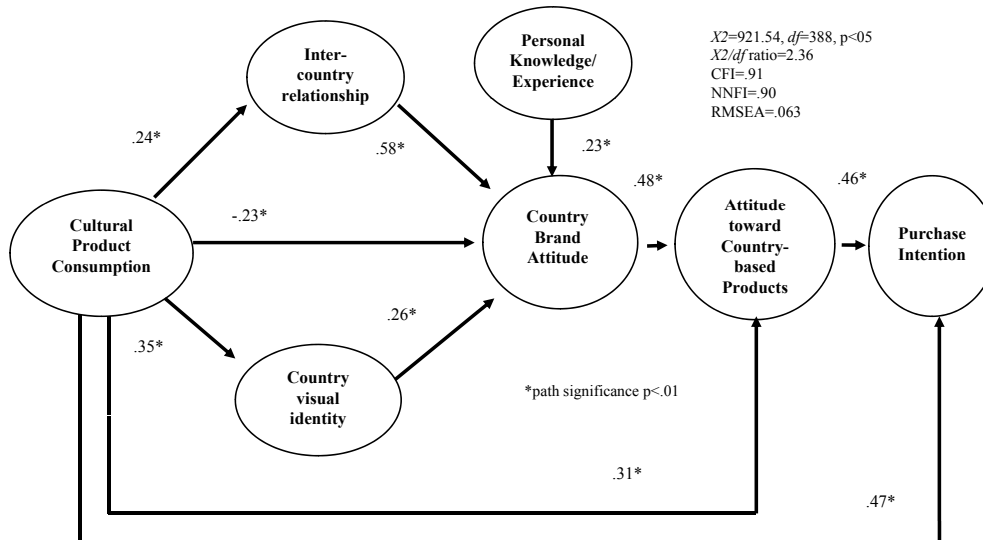 Inter-
country
relationship
Personal
Knowledge/
Experience
X2=921.54, df=388, p<05
X2/df ratio=2.36
CFI=.91
NNFI=.90
RMSEA=.063
.24*
.58*
.23*
.48*
.46*
Cultural
Product
Consumption
-.23*
Country
Brand
Attitude
Attitude
toward
Country-
based
Products
Purchase
Intention
.35*
.26*
Country
visual
identity
*path significance p<.01
.31*
.47*